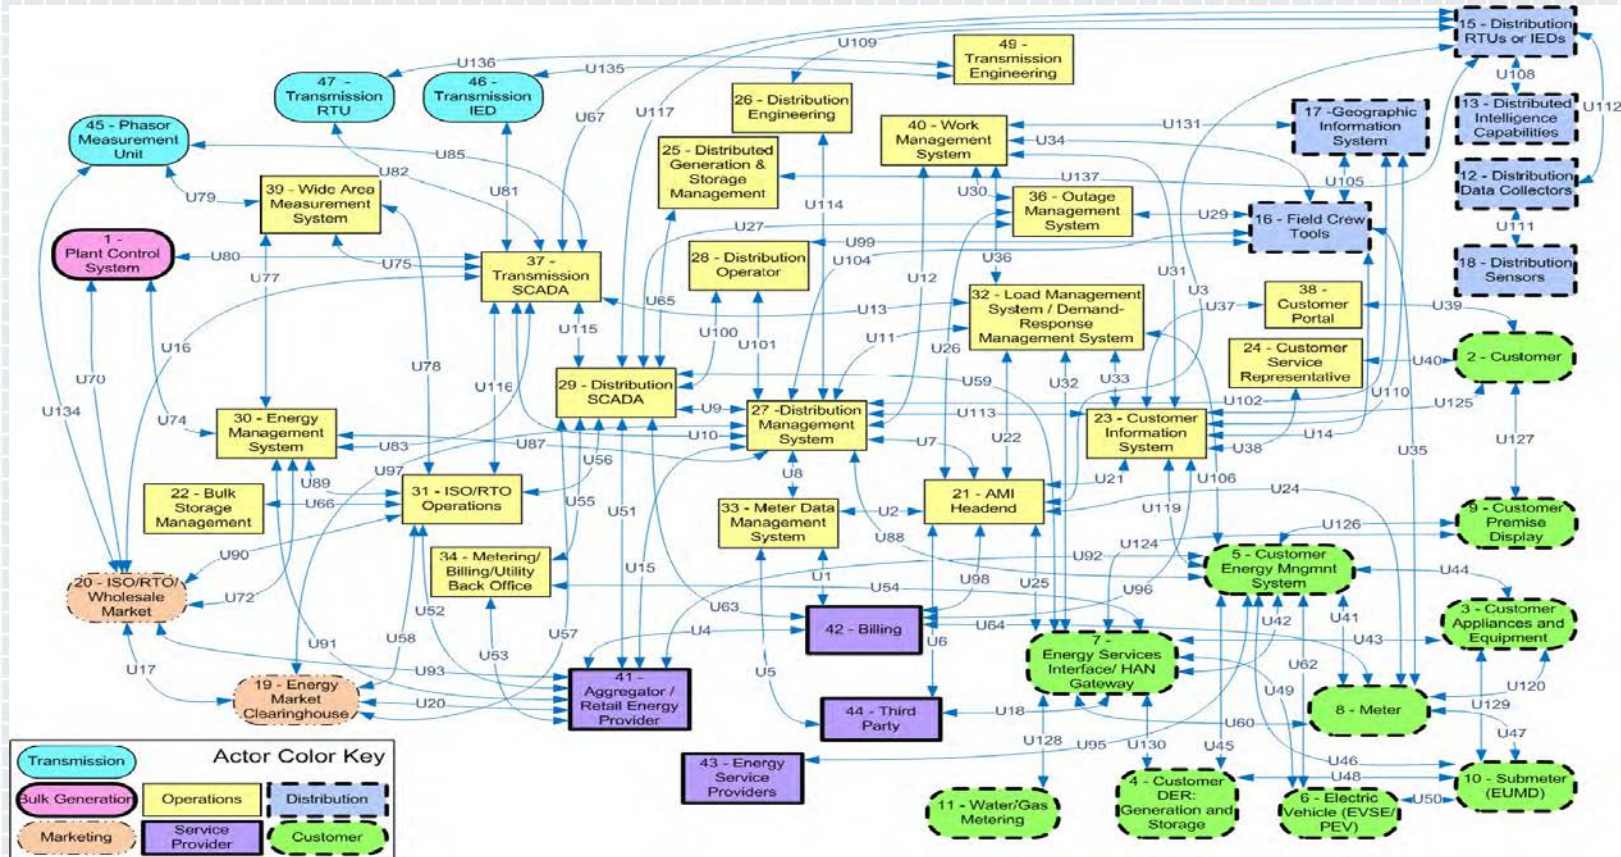 15 - Distribution
RTUs or IEDs
U109
49 -
Transmission
Engineering
U136
U135
47 -
Transmission
RTU
46 -
Transmission
IED
U108
U112
U117
U67
26 - Distribution
Engineering
13 - Distributed
Intelligence
Capabilities
17 -Geographic
Information
System
45 - Phasor
Measurement
Unit
40 - Work
Management
System
U131
U34
25 - Distributed
Generation &
Storage
Management
U85
U82
U137
U105
12 - Distribution
Data Collectors
U79
39 - Wide Area
Measurement
System
U81
U114
U30
36 - Outage
Management
System
U29
16 - Field Crew
Tools
U111
U27
U99
U104
1 -
Plant Control
System
U80
U75
U77
37 -
Transmission
SCADA
28 - Distribution
Operator
U12
U36
U31
U3
18 - Distribution
Sensors
U65
U13
32 - Load Management
System / Demand-
Response
Management System
U37
38 -
Customer
Portal
U39
U16
U115
U100
U101
U11
U26
U70
U78
U116
29 - Distribution
SCADA
U59
U32
U33
24 - Customer
Service
Representative
U40
2 - Customer
U134
U74
U102
U110
U125
30 - Energy
Management
System
U83
U87
U10
U9
27 -Distribution
Management
System
U113
23 - Customer
Information
System
U14
U38
U35
U127
U7
U22
U97
U56
U89
U8
U21
U106
U66
22 - Bulk
Storage
Management
31 - ISO/RTO
Operations
U55
U51
33 - Meter Data
Management
System
U2
21 - AMI
Headend
U24
U119
9 - Customer
Premise
Display
U126
U124
U90
34 - Metering/
Billing/Utility
Back Office
U15
U88
U92
5 - Customer
Energy Mngmnt
System
U44
20 - ISO/RTO/
Wholesale
Market
U72
U1
U54
U98
U25
U96
U52
U63
42 - Billing
U64
U42
U41
U43
3 - Customer
Appliances and
Equipment
U4
U6
U91
U58
U57
U53
U17
U93
U5
7 -
Energy Services
Interface/ HAN
Gateway
U62
U49
U120
19 - Energy
Market
Clearinghouse
U20
41 -
Aggregator /
Retail Energy
Provider
44 - Third
Party
U18
U60
8 - Meter
U129
U47
U128
U95
U130
U45
U46
U48
43 - Energy
Service
Providers
11 - Water/Gas
Metering
4 - Customer
DER:
Generation and
Storage
6 - Electric
Vehicle (EVSE/
PEV)
U50
10 - Submeter
(EUMD)
Actor Color Key
Transmission
Bulk Generation
Operations
Distribution
Marketing
Service
Provider
Customer